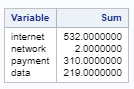 Variable Sum
internet 532.0000000
network 2.0000000
payment 310.0000000
data 219.0000000